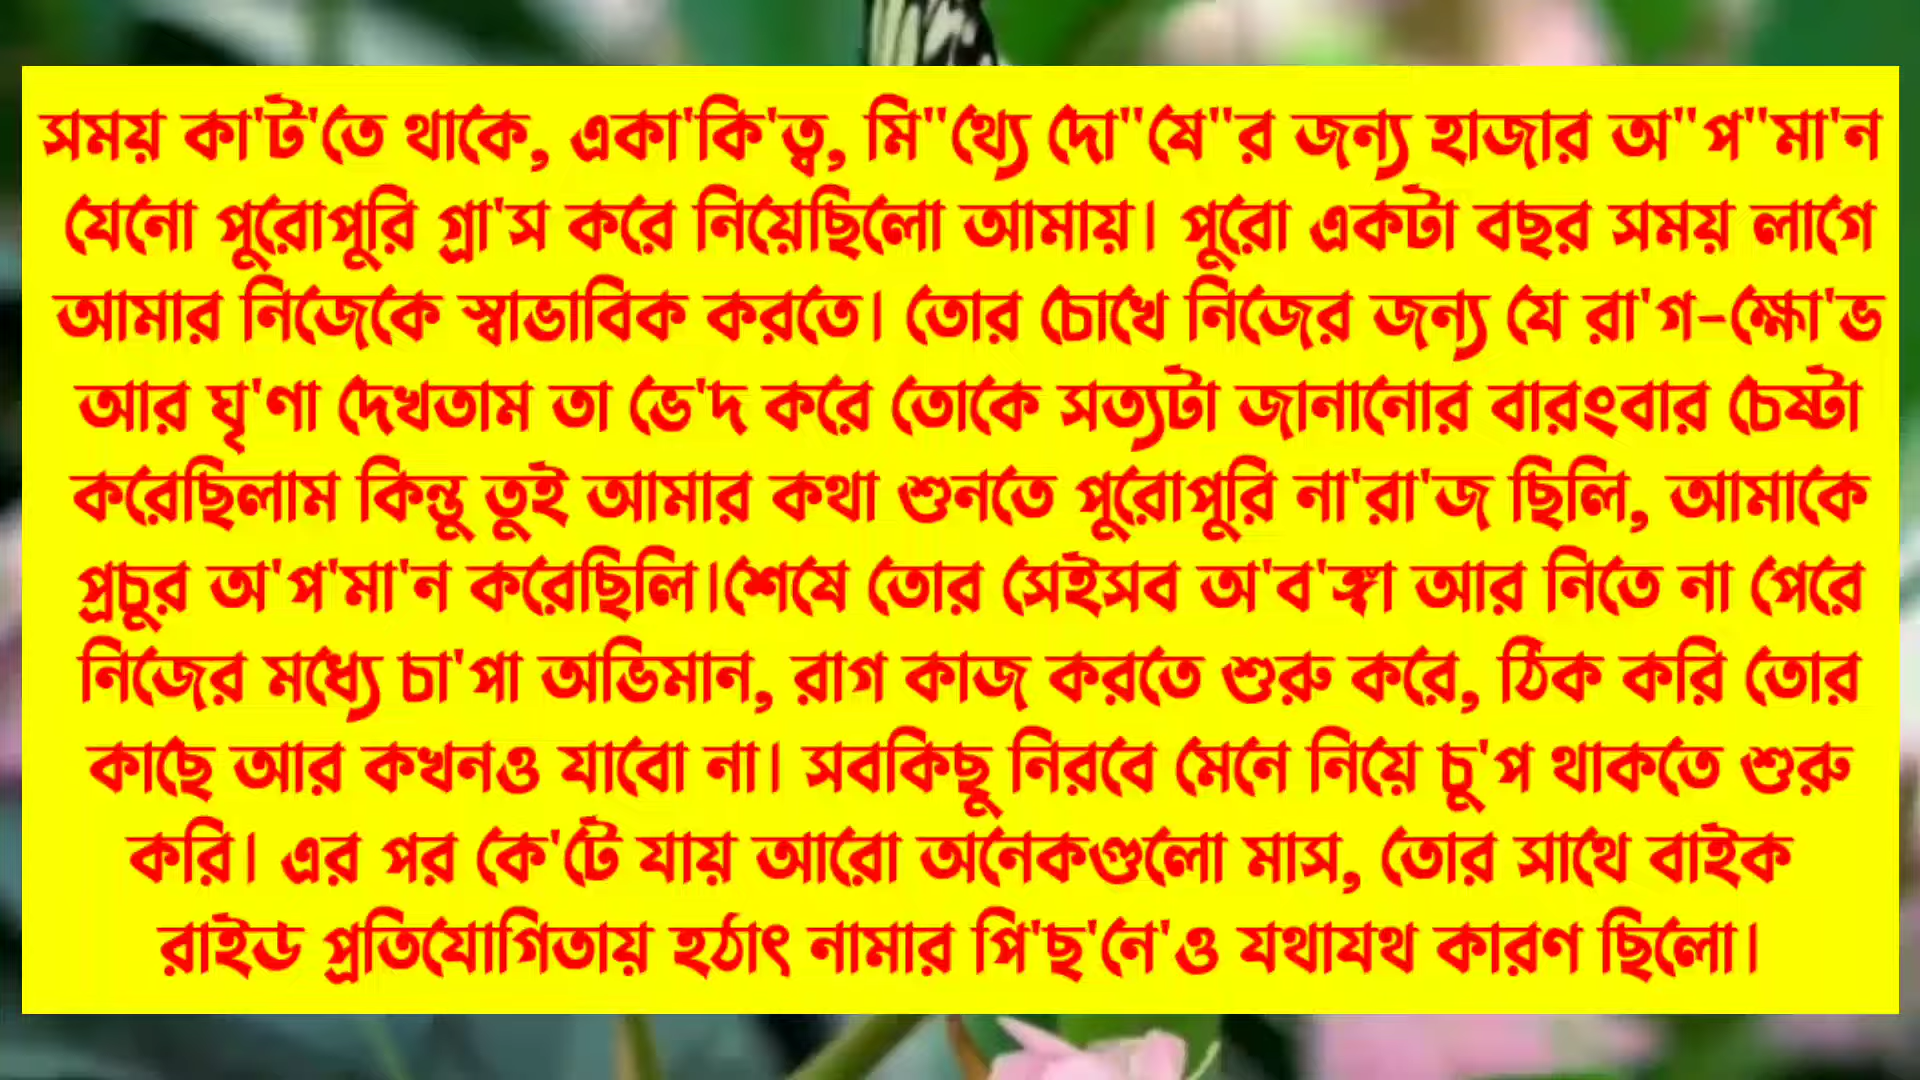 সময় কা'ট'তে থাকে, একা'কি'ত্ব, মি"থ্যে দো"ষে"র জন্য হাজার অ"প"মা'ন
যেনো পুরোপুরি গ্রা'স করে নিয়েছিলো আমায়। পুরো একটা বছর সময় লাগে
আমার নিজেকে স্বাভাবিক করতে। তোর চোখে নিজের জন্য যে রা'গ-ক্ষো'ভ
আর ঘৃ'ণা দেখতাম তা ভে'দ করে তোকে সত্যটা জানানোর বারংবার চেষ্টা
করেছিলাম কিন্তু তুই আমার কথা শুনতে পুরোপুরি না'রা'জ ছিলি, আমাকে
প্রচুর অ'প'মা'ন করেছিলি।শেষে তোর সেইসব অ'ব'ঙ্গা আর নিতে না পেরে
নিজের মধ্যে চা'পা অভিমান, রাগ কাজ করতে শুরু করে, ঠিক করি তোর
কাছে আর কখনও যাবো না। সবকিছু নিরবে মেনে নিয়ে চু'প থাকতে শুরু
করি। এর পর কে'টে যায় আরো অনেকগুলো মাস, তোর সাথে বাইক
রাইড প্রতিযোগিতায় হঠাৎ নামার পি'ছ'নে'ও যথাযথ কারণ ছিলো।